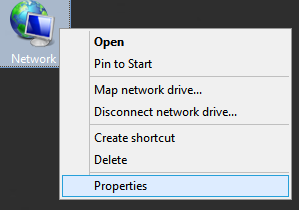 Network
Open
Pin to Start
Map network drive...
Disconnect network drive...
Create shortcut
Delete
Properties